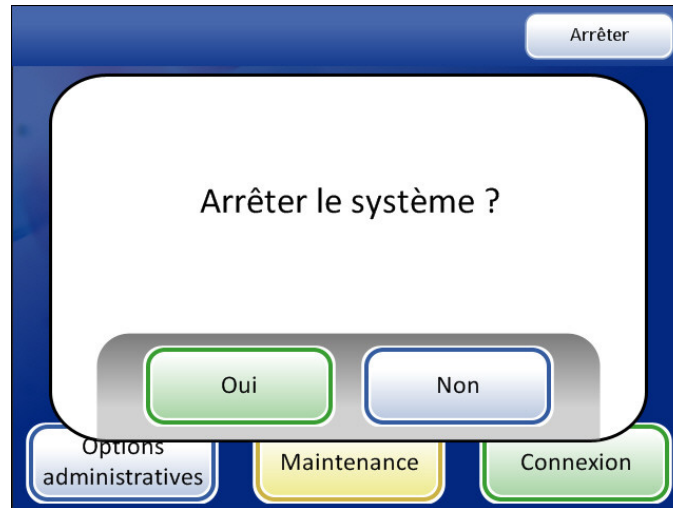 Arrêter
Arrêter le système ?
Oui
Non
Options
administratives
Maintenance
Connexion